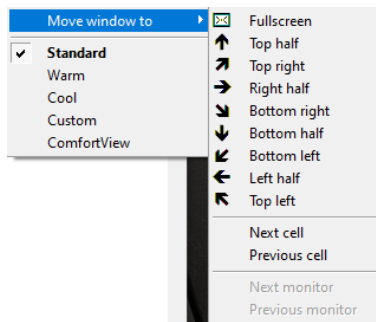 Move window to
Standard
Warm
Cool
Custom
ComfortView
Fullscreen
Top half
Top right
Right half
Bottom right
Bottom half
Bottom left
Left half
Top left
Next cell
Previous cell
Next monitor
Previous monitor